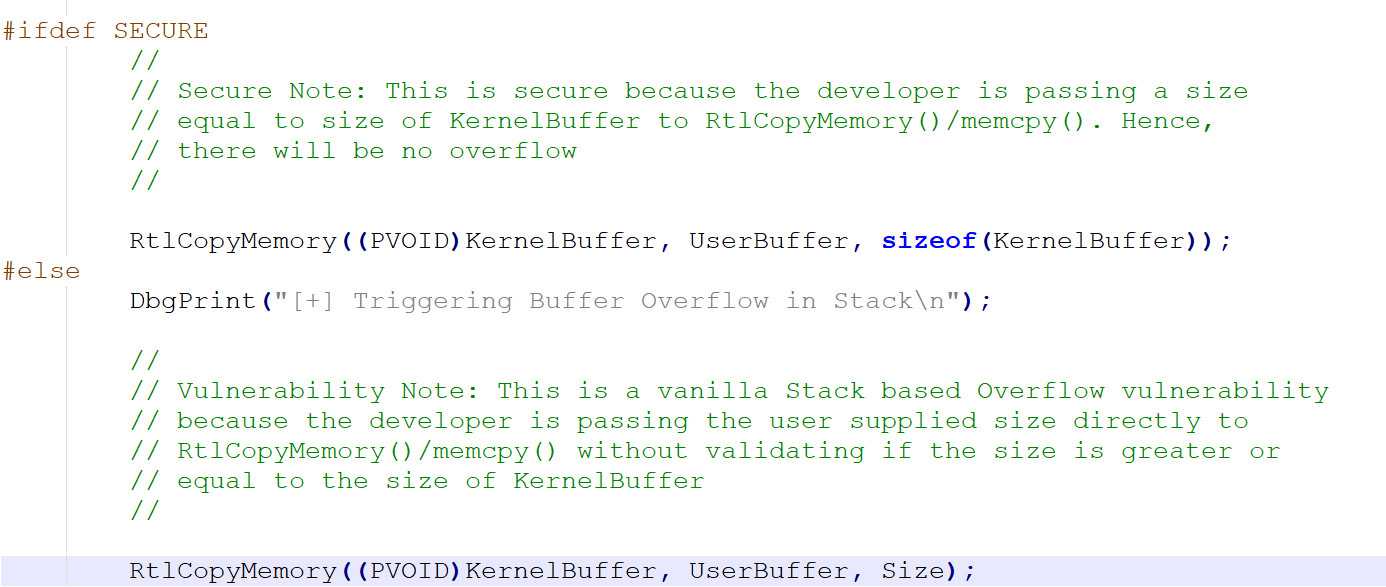 #ifdef SECURE
//
// Secure Note: This is secure because the developer is passing a size
// equal to size of KernelBuffer to RtlCopyMemory()/memcpy(). Hence,
// there will be no overflow
//
RtlCopyMemory((PVOID)KernelBuffer, UserBuffer, sizeof(KernelBuffer));
#else
DbgPrint("[+] Triggering Buffer Overflow in Stack\n");
//
// Vulnerability Note: This is a vanilla Stack based Overflow vulnerability
// because the developer is passing the user supplied size directly to
// RtlCopyMemory()/memcpy() without validating if the size is greater or
// equal to the size of KernelBuffer
//
RtlCopyMemory((PVOID)KernelBuffer, UserBuffer, Size);